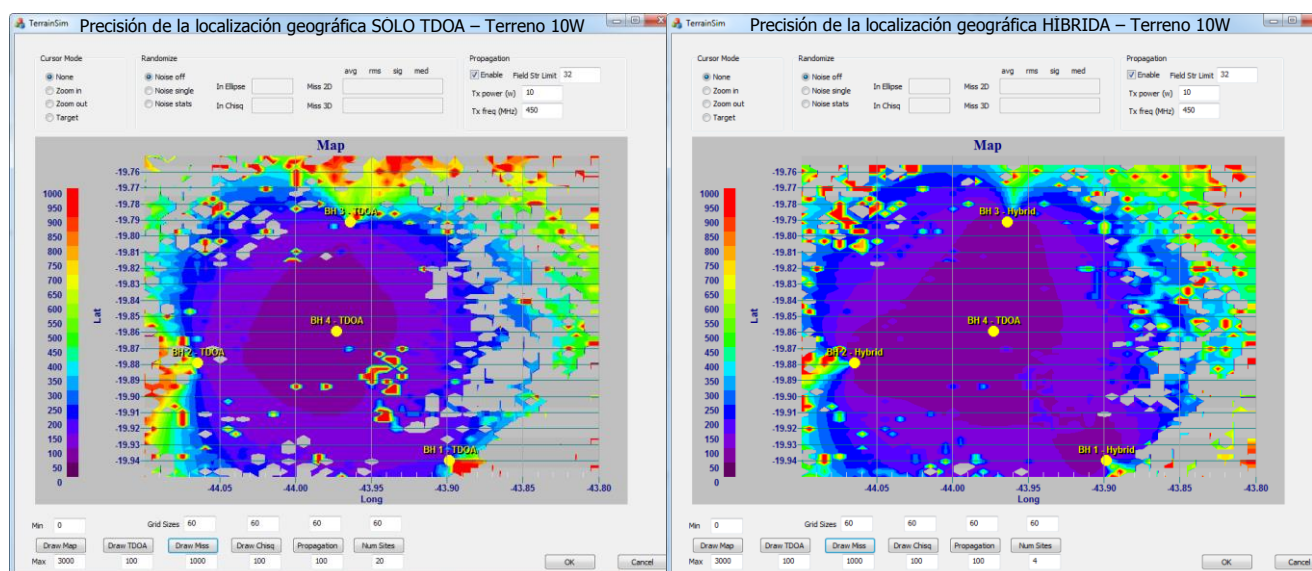 TerrainSim
Precisión de la localización geográfica SÓLO TDOA – Terreno 10W
Cursor Mode
None
Zoom in
Zoom out
Target
Randomize
Noise off
Noise single
Noise stats
avg rms sig med
In Ellipse
Miss 2D
In Chisq
Miss 3D
Propagation
Enable Field Str Limit 32
Tx power (w) 10
Tx freq (MHz) 450
Map
1000
950
900
850
800
750
700
650
600
550
500
450
400
350
300
250
200
150
100
50
0
Lat
-19.76
-19.77
-19.78
-19.79
-19.80
-19.82
-19.82
-19.83
-19.84
-19.85
-19.86
-19.87
-19.88
-19.89
-19.90
-19.91
-19.92
-19.93
-19.94
BH 3 - TDOA
BH 4 - TDOA
BH 2 - TDOA
BH 1 - TDOA
-44.05 -44.00 -43.95 -43.90 -43.85 -43.80
Long
Min 0
Grid Sizes 60 60 60 60
Draw Map Draw TDOA Draw Miss Draw Chisq Propagation Num Sites
Max 3000 100 1000 100 100 20
OK Cancel
TerrainSim
Precisión de la localización geográfica HÍBRIDA – Terreno 10W
Cursor Mode
None
Zoom in
Zoom out
Target
Randomize
Noise off
Noise single
Noise stats
avg rms sig med
In Ellipse
Miss 2D
In Chisq
Miss 3D
Propagation
Enable Field Str Limit 32
Tx power (w) 10
Tx freq (MHz) 450
Map
1000
950
900
850
800
750
700
650
600
550
500
450
400
350
300
250
200
150
100
50
0
Lat
-19.76
-19.77
-19.78
-19.79
-19.80
-19.82
-19.82
-19.83
-19.84
-19.85
-19.86
-19.87
-19.88
-19.89
-19.90
-19.91
-19.92
-19.93
-19.94
BH 3 - Hybrid
BH 4 - TDOA
BH 2 - Hybrid
BH 1 - Hybrid
-44.05 -44.00 -43.95 -43.90 -43.85 -43.80
Long
Min 0
Grid Sizes 60 60 60 60
Draw Map Draw TDOA Draw Miss Draw Chisq Propagation Num Sites
Max 3000 100 1000 100 100 4
OK Cancel